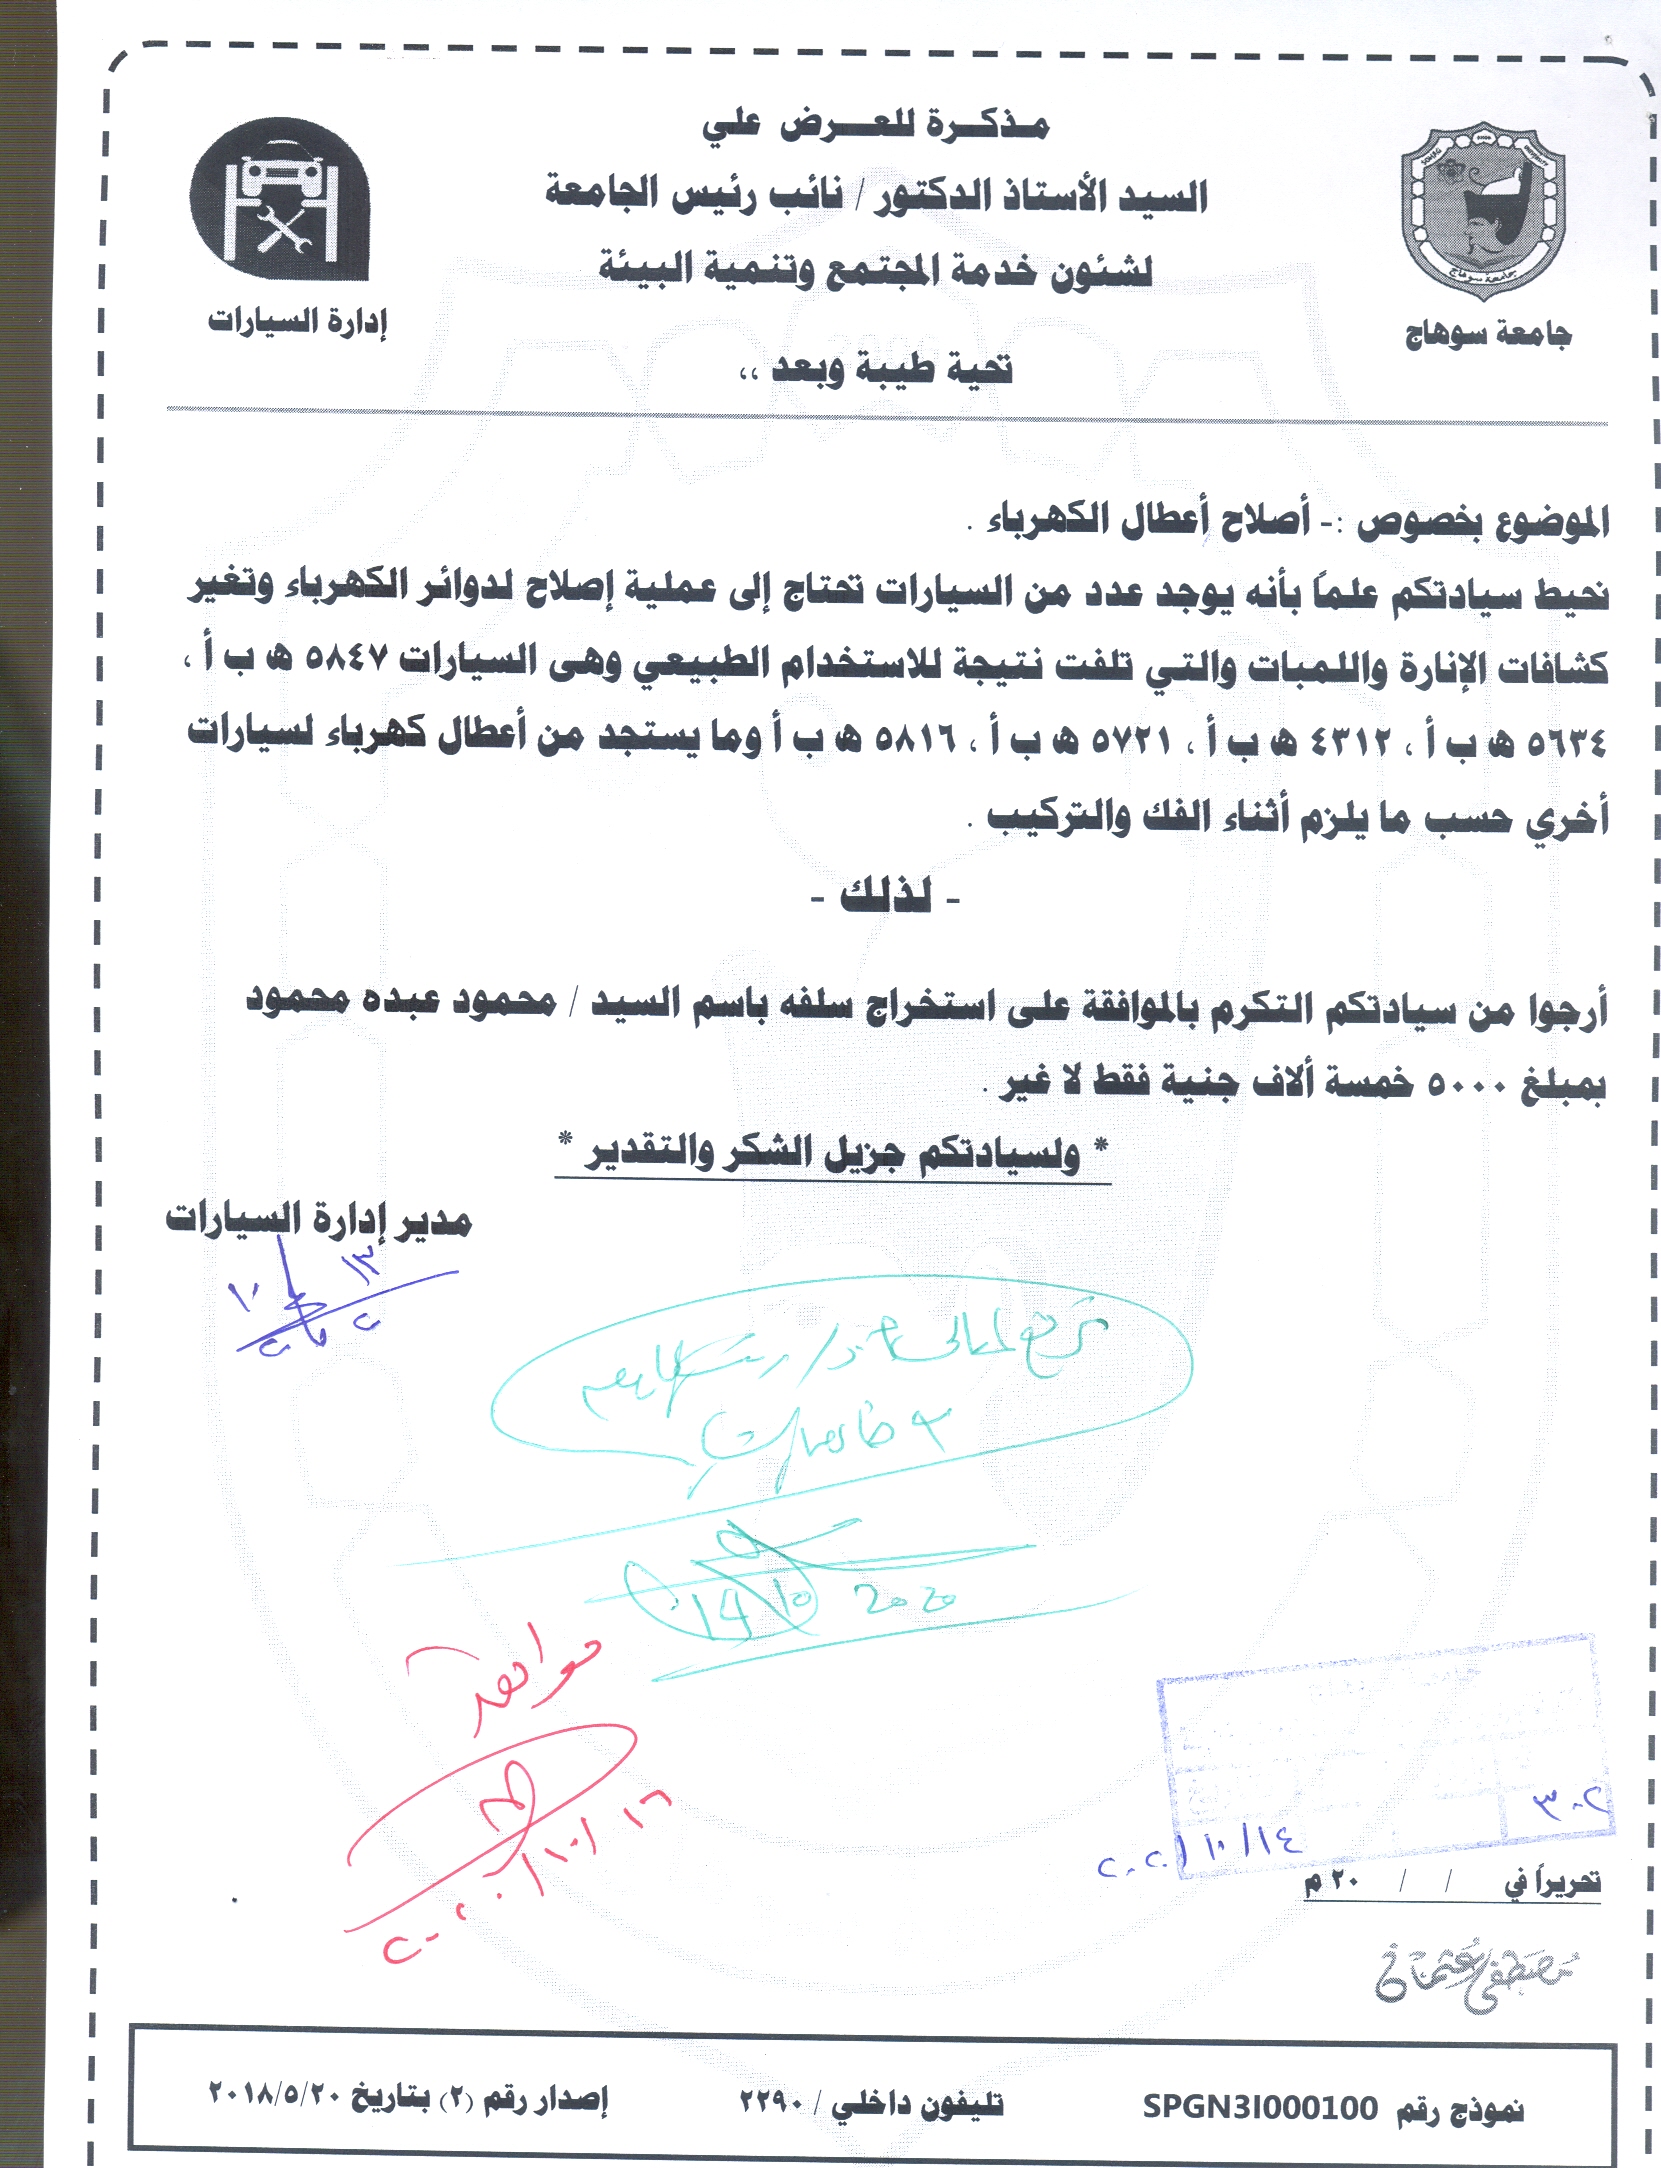 مذكرة للعرض علي
السيد الأستاذ الدكتور / نائب رئيس الجامعة
لشئون خدمة المجتمع وتنمية البيئة
تحية طيبة وبعد ،،
جامعة سوهاج
إدارة السيارات
الموضوع بخصوص :- أصلاح أعطال الكهرباء .
نحيط سيادتكم علماً بأنه يوجد عدد من السيارات تحتاج إلى عملية إصلاح لدوائر الكهرباء وتغير
كشافات الإنارة واللمبات والتي تلفت نتيجة للاستخدام الطبيعي وهى السيارات ٥٨٤٧ هـ ب أ ،
٥٦٣٤ هـ ب أ ، ٤٣١٢ هـ ب أ ، ٥٧٢١ هـ ب أ ، ٥٨١٦ هـ ب أ وما يستجد من أعطال كهرباء لسيارات
أخري حسب ما يلزم أثناء الفك والتركيب .
- لذلك -
أرجوا من سيادتكم التكرم بالموافقة على استخراج سلفه باسم السيد / محمود عبده محمود
بمبلغ ٥٠٠٠ خمسة ألاف جنية فقط لا غير .
* ولسيادتكم جزيل الشكر والتقدير *
مدير إدارة السيارات
14 10 2020
موافقة
١٦/١٠/٢٠٢٠
٣٠٢
١٤/١٠/٢٠٢٠
تحريراً في / / ٢٠ م
مصطفى عثمان
نموذج رقم SPGN3I000100
تليفون داخلي / ٢٢٩٠
إصدار رقم (٢) بتاريخ ٢٠١٨/٥/٢٠